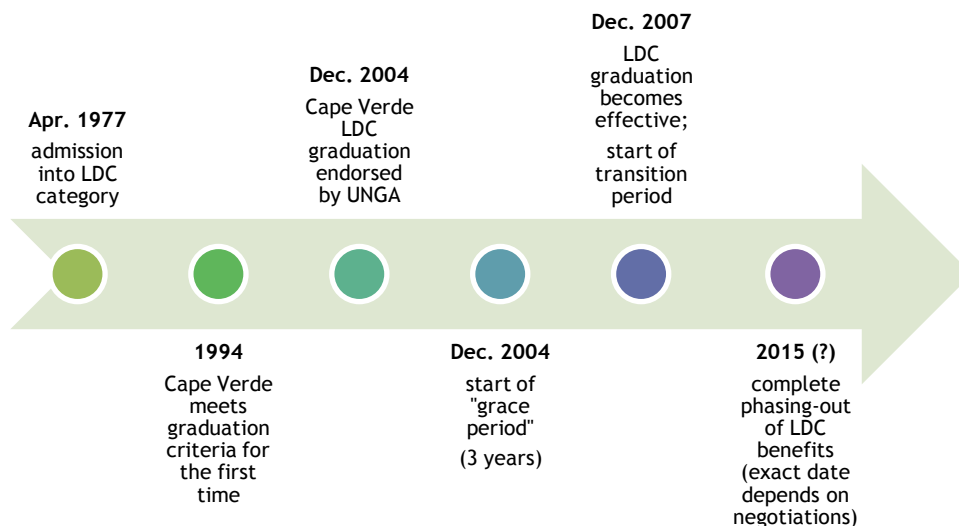 Apr. 1977
admission
into LDC
category
1994
Cape Verde
meets
graduation
criteria for
the first
time
Dec. 2004
Cape Verde
LDC
graduation
endorsed
by UNGA
Dec. 2004
start of
"grace
period"
(3 years)
Dec. 2007
LDC
graduation
becomes
effective;
start of
transition
period
2015 (?)
complete
phasing-out
of LDC
benefits
(exact date
depends on
negotiations)